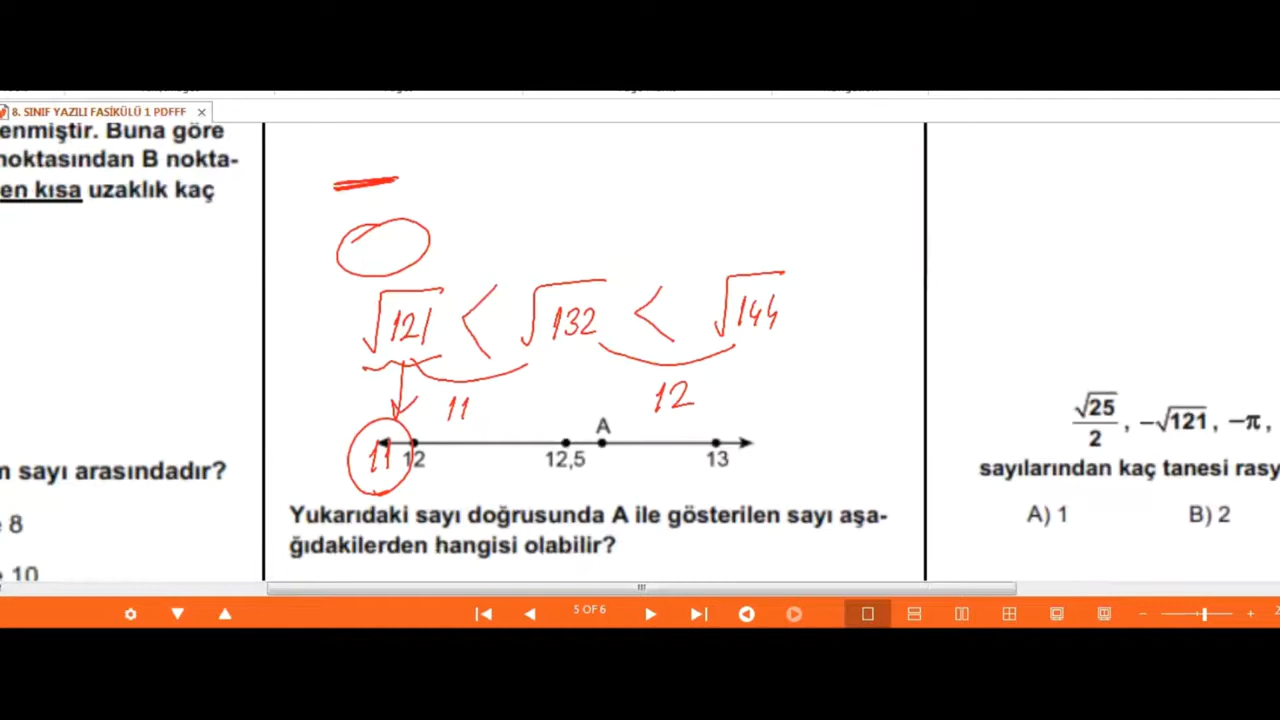 8. SINIF YAZILI FASİKÜLÜ 1 PDFFF
enmiştir. Buna göre
noktasından B nokta-
en kısa uzaklık kaç
m sayı arasındadır?
e 8
e 10
√121 < √132 < √144
11 12
A
11 12 12,5 13
Yukarıdaki sayı doğrusunda A ile gösterilen sayı aşa-
ğıdakilerden hangisi olabilir?
√25/2 , -√121, -π,
sayılarından kaç tanesi rasy
A) 1 B) 2
5 OF 6